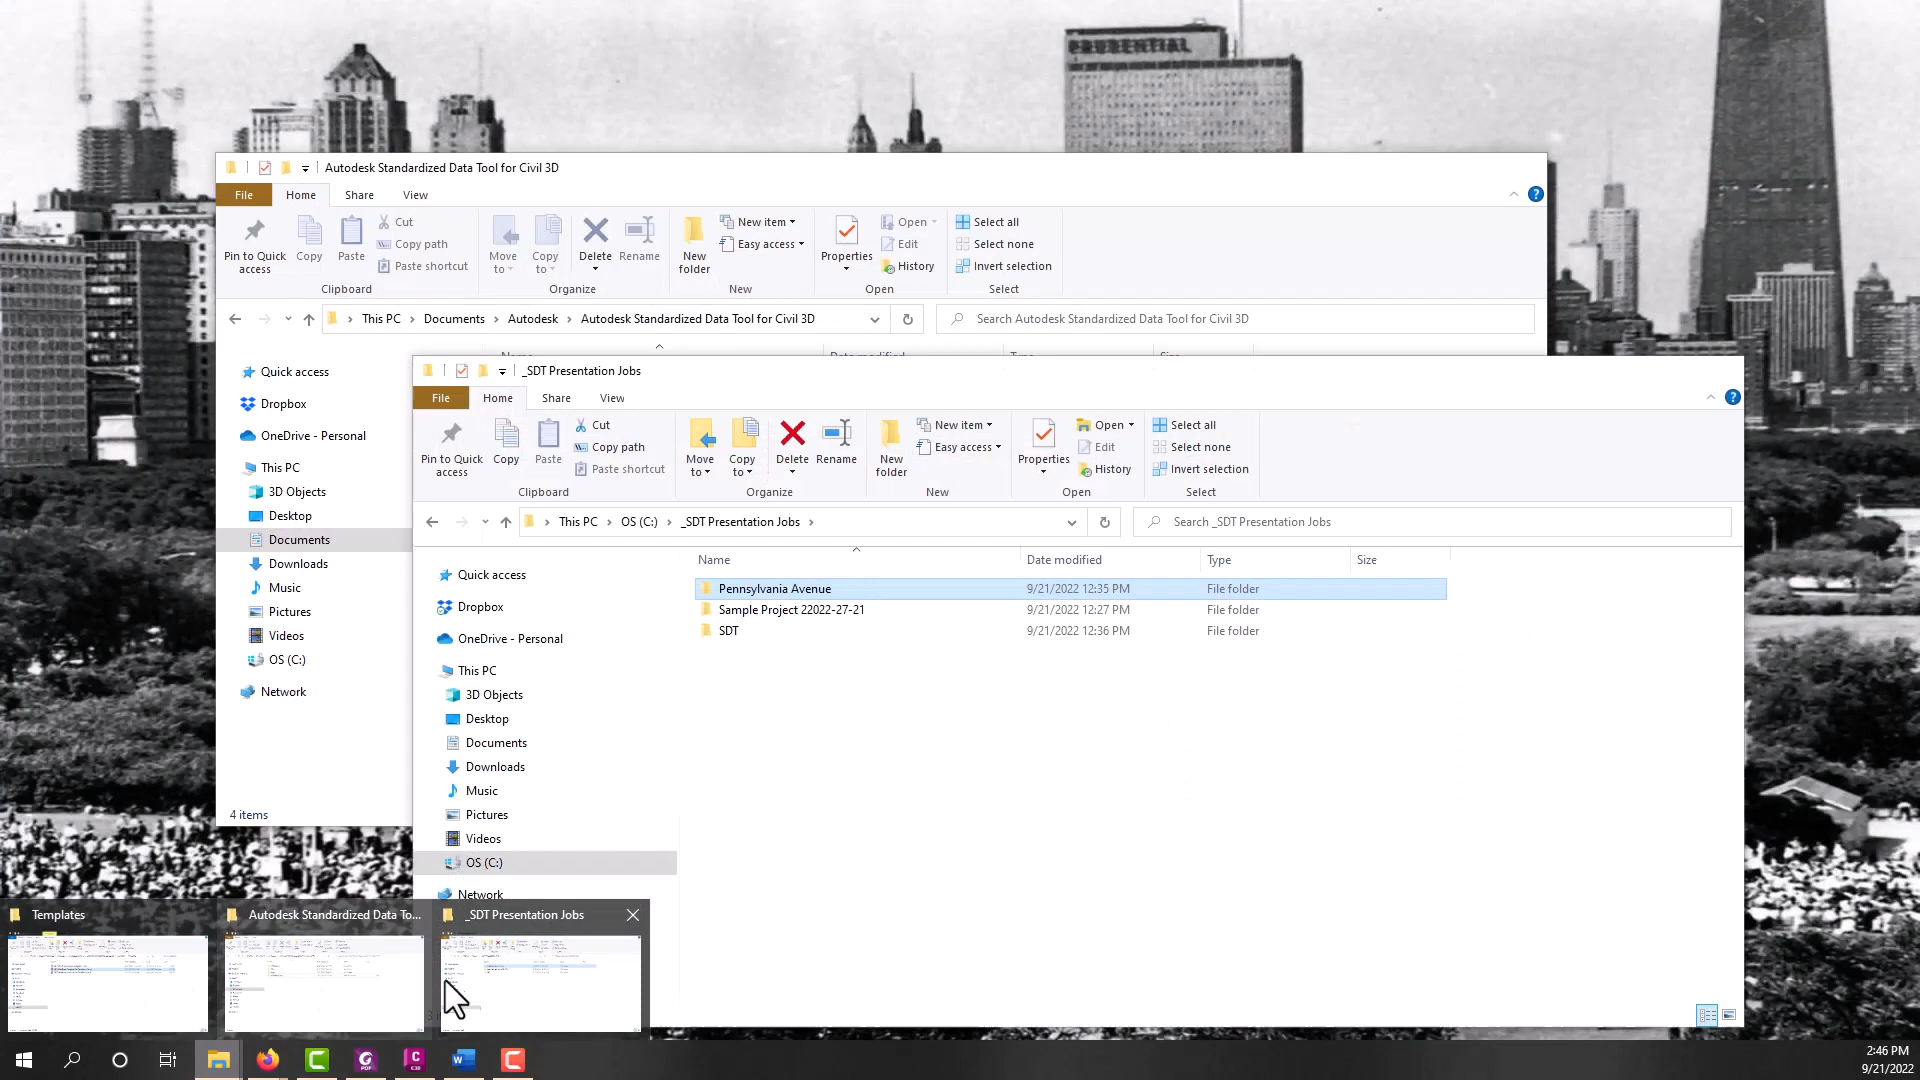 PRUDENTIAL
Autodesk Standardized Data Tool for Civil 3D
File Home Share View
Pin to Quick access
Copy
Paste
Cut
Copy path
Paste shortcut
Clipboard
Move to
Copy to
Delete
Rename
Organize
New folder
New item
Easy access
New
Properties
Open
Edit
History
Open
Select all
Select none
Invert selection
Select
This PC > Documents > Autodesk > Autodesk Standardized Data Tool for Civil 3D
Search Autodesk Standardized Data Tool for Civil 3D
Quick access
Dropbox
OneDrive - Personal
This PC
3D Objects
Desktop
Documents
Downloads
Music
Pictures
Videos
OS (C:)
Network
4 items
_SDT Presentation Jobs
File Home Share View
Pin to Quick access
Copy
Paste
Cut
Copy path
Paste shortcut
Clipboard
Move to
Copy to
Delete
Rename
Organize
New folder
New item
Easy access
New
Properties
Open
Edit
History
Open
Select all
Select none
Invert selection
Select
This PC > OS (C:) > _SDT Presentation Jobs >
Search _SDT Presentation Jobs
Name Date modified Type Size
Pennsylvania Avenue 9/21/2022 12:35 PM File folder
Sample Project 22022-27-21 9/21/2022 12:27 PM File folder
SDT 9/21/2022 12:36 PM File folder
Quick access
Dropbox
OneDrive - Personal
This PC
3D Objects
Desktop
Documents
Downloads
Music
Pictures
Videos
OS (C:)
Network
Templates
Autodesk Standardized Data To...
_SDT Presentation Jobs
2:46 PM
9/21/2022